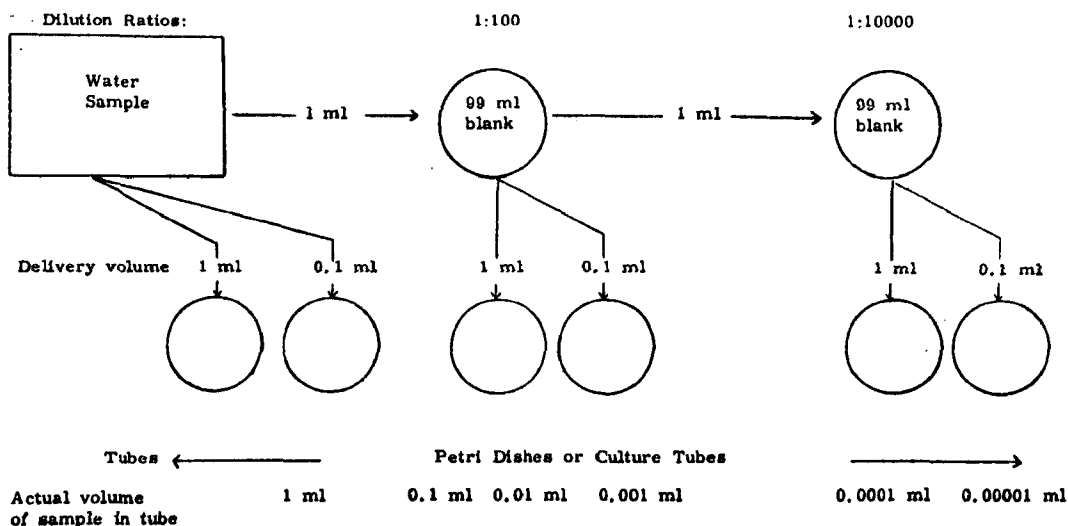 Dilution Ratios: 1:100 1:10000
Water
Sample
1 ml
99 ml
blank
1 ml
99 ml
blank
Delivery volume 1 ml 0.1 ml 1 ml 0.1 ml 1 ml 0.1 ml
Tubes Petri Dishes or Culture Tubes
Actual volume
of sample in tube
1 ml 0.1 ml 0.01 ml 0.001 ml 0.0001 ml 0.00001 ml